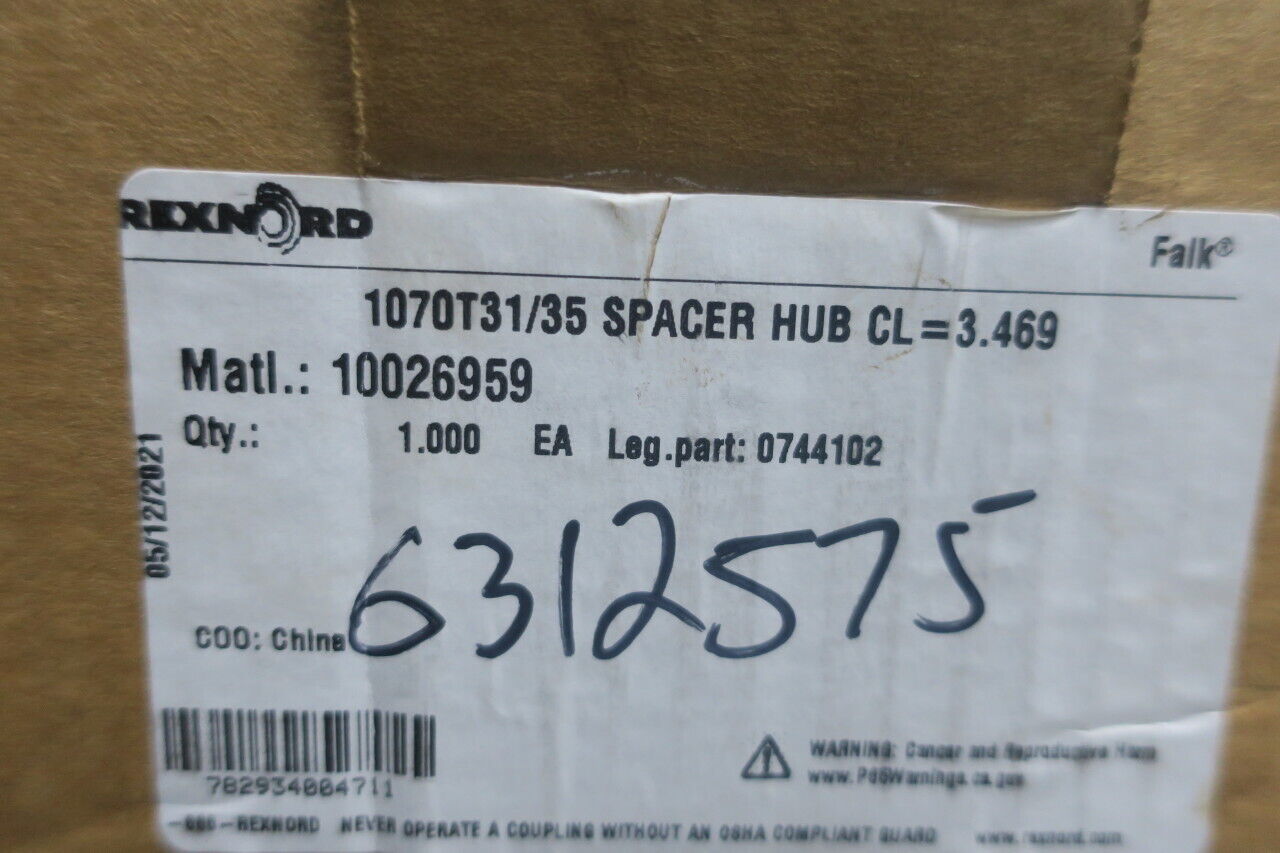 REXNORD
Falk®
1070T31/35 SPACER HUB CL=3.469
Matl.: 10026959
Qty.: 1.000 EA Leg.part: 0744102
05/12/2021
6312575
COO: China
782934004711
WARNING: Cancer and Reproductive Harm
www.P65Warnings.ca.gov
REXNORD NEVER OPERATE A COUPLING WITHOUT AN OSHA COMPLIANT GUARD www.rexnord.com